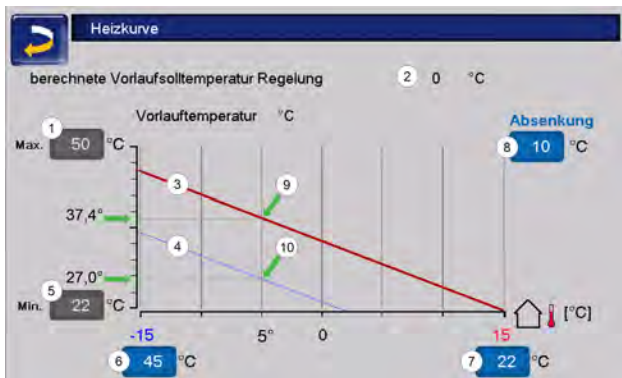 Heizkurve
berechnete Vorlaufsolltemperatur Regelung 2 0 °C
Vorlauftemperatur °C
Absenkung
1
Max. 50 °C
8 10 °C
3
9
37,4°
4
10
27,0°
5
Min. 22 °C
[°C]
-15 5° 0 15
6 45 °C
7 22 °C